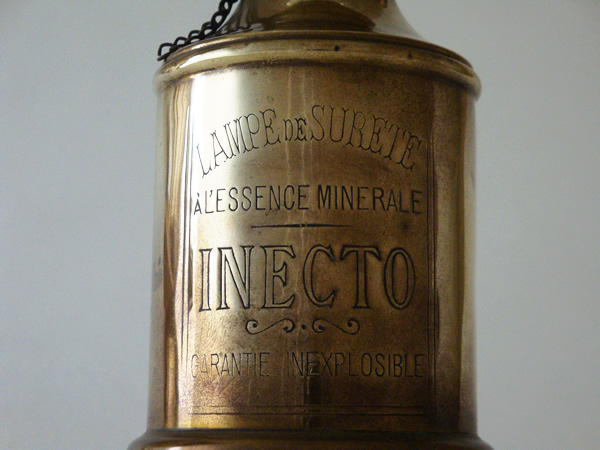 LAMPE DE SURETE
À L'ESSENCE MINERALE
INECTO
GARANTIE INEXPLOSIBLE